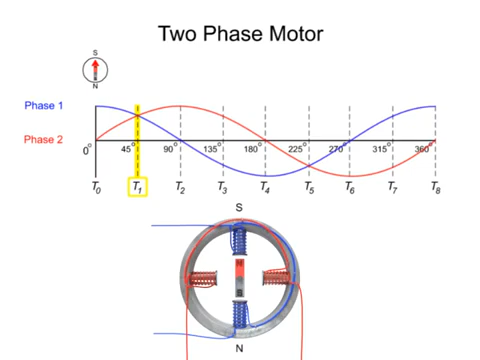 Two Phase Motor
S
N
Phase 1
Phase 2
0° 45° 90° 135° 180° 225° 270° 315° 360°
T0 T1 T2 T3 T4 T5 T6 T7 T8
S
N
S
N